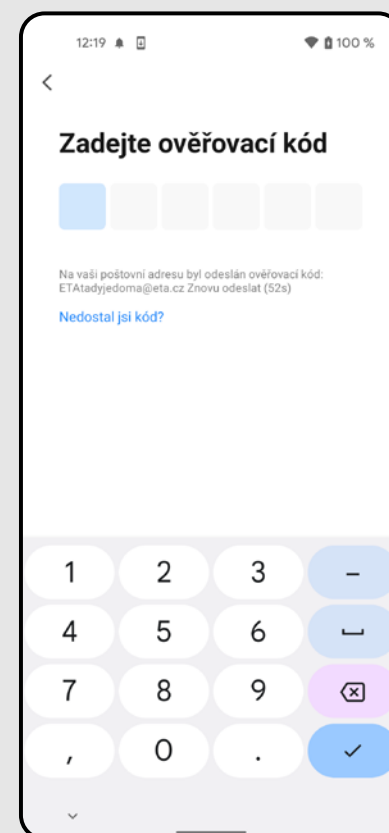 12:19 100 %
Zadejte ověřovací kód
Na vaši poštovní adresu byl odeslán ověřovací kód:
ETAtadyjedoma@eta.cz Znovu odeslat (52s)
Nedostal jsi kód?
1 2 3 –
4 5 6
7 8 9
, 0 .